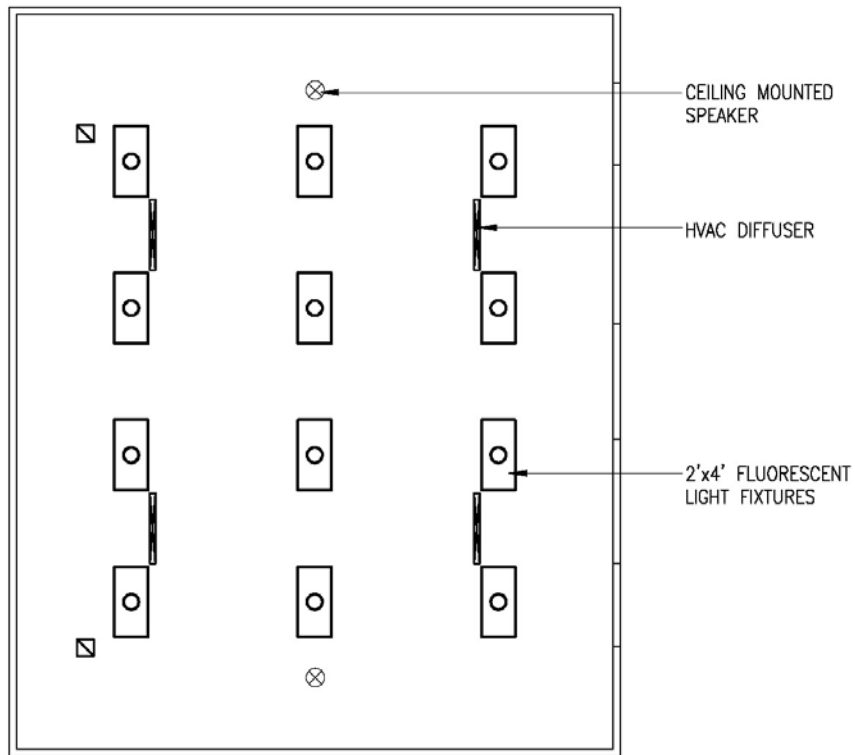 CEILING MOUNTED
SPEAKER
HVAC DIFFUSER
2'x4' FLUORESCENT
LIGHT FIXTURES